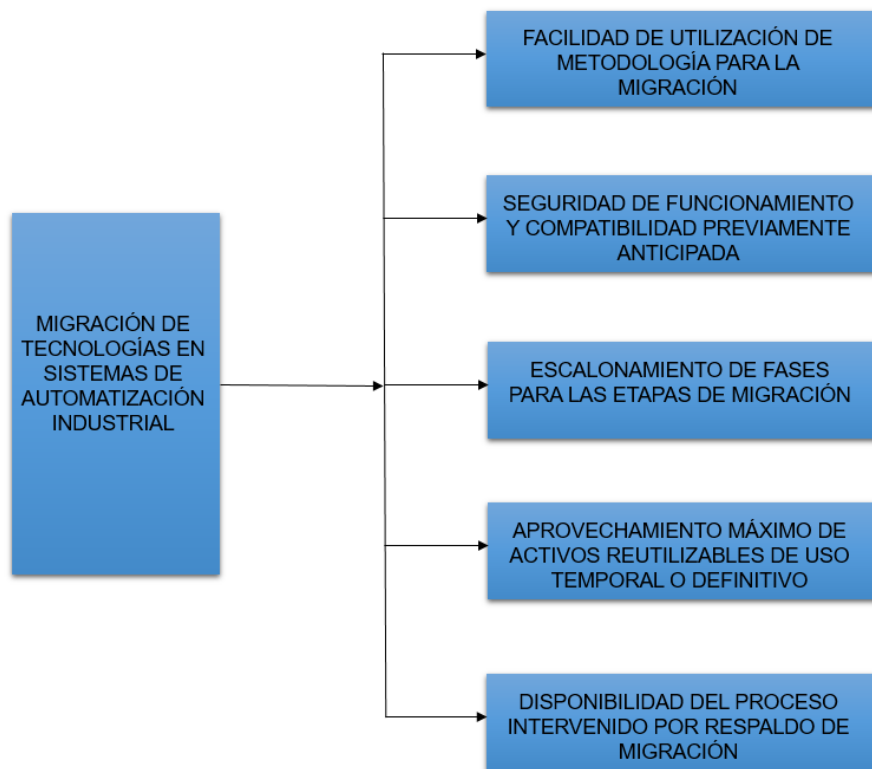 FACILIDAD DE UTILIZACIÓN DE
METODOLOGÍA PARA LA
MIGRACIÓN
SEGURIDAD DE FUNCIONAMIENTO
Y COMPATIBILIDAD PREVIAMENTE
ANTICIPADA
MIGRACIÓN DE
TECNOLOGÍAS EN
SISTEMAS DE
AUTOMATIZACIÓN
INDUSTRIAL
ESCALONAMIENTO DE FASES
PARA LAS ETAPAS DE MIGRACIÓN
APROVECHAMIENTO MÁXIMO DE
ACTIVOS REUTILIZABLES DE USO
TEMPORAL O DEFINITIVO
DISPONIBILIDAD DEL PROCESO
INTERVENIDO POR RESPALDO DE
MIGRACIÓN